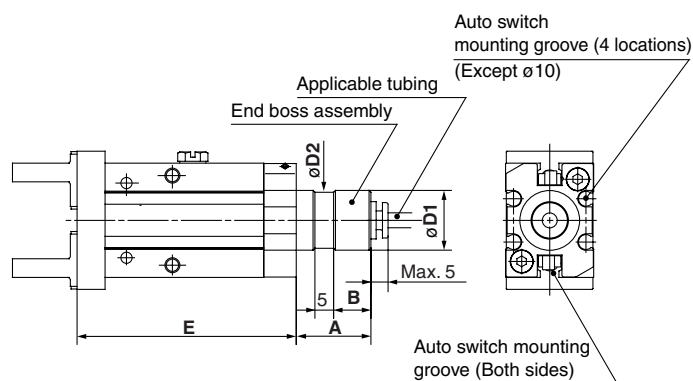 Auto switch
mounting groove (4 locations)
(Except ø10)
Applicable tubing
End boss assembly
øD2
øD1
Max. 5
5
B
E
A
Auto switch mounting
groove (Both sides)